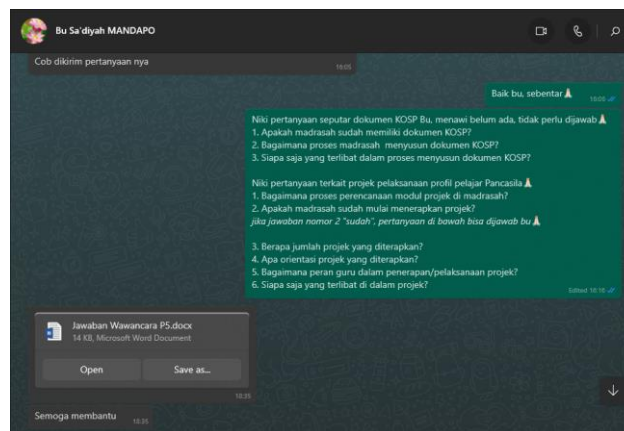 Bu Sa'diyah MANDAPO
Cob dikirim pertanyaan nya
19:05
Baik bu, sebentar
Niki pertanyaan seputar dokumen KOSP Bu, menawi belum ada, tidak perlu dijawab
1. Apakah madrasah sudah memiliki dokumen KOSP?
2. Bagaimana proses madrasah menyusun dokumen KOSP?
3. Siapa saja yang terlibat dalam proses menyusun dokumen KOSP?
Niki pertanyaan terkait projek pelaksanaan profil pelajar Pancasila
1. Bagaimana proses perencanaan modul projek di madrasah?
2. Apakah madrasah sudah mulai menerapkan projek?
jika jawaban nomor 2 "sudah", pertanyaan di bawah bisa dijawab bu
3. Berapa jumlah projek yang diterapkan?
4. Apa orientasi projek yang diterapkan?
5. Bagaimana peran guru dalam penerapan/pelaksanaan projek?
6. Siapa saja yang terlibat di dalam projek?
Jawaban Wawancara P5.docx
14 KB, Microsoft Word Document
Open Save as...
18:35
Semoga membantu
18:35